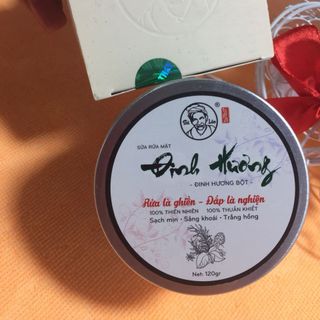 SỮA RỬA MẶT
Đinh Hương
- ĐINH HƯƠNG BỘT -
Rửa là ghiền - Đắp là nghiện
100% THIÊN NHIÊN 100% THUẦN KHIẾT
Sạch mịn • Sảng khoái • Trắng hồng
Net: 120gr